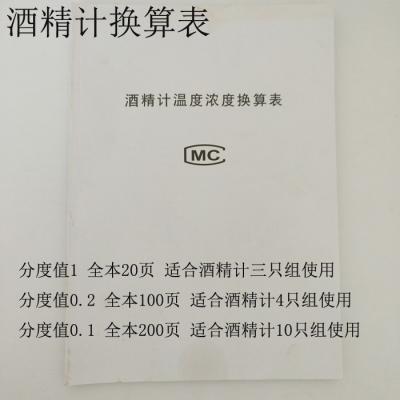 酒精计换算表
酒精计温度浓度换算表
MC
分度值1 全本20页 适合酒精计三只组使用
分度值0.2 全本100页 适合酒精计4只组使用
分度值0.1 全本200页 适合酒精计10只组使用